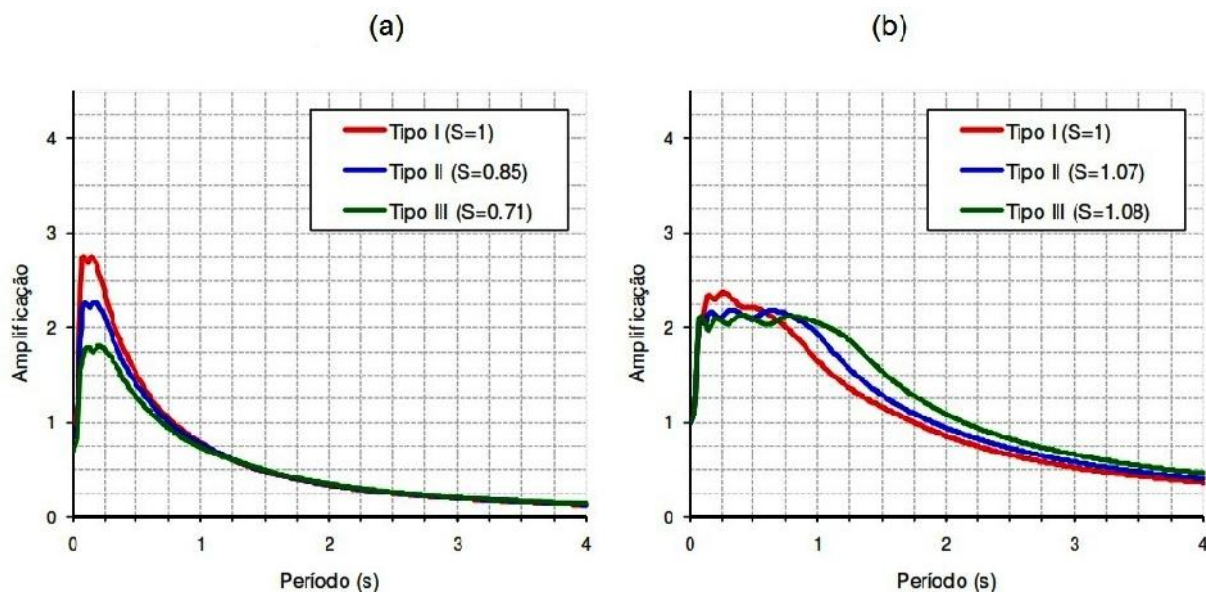 (a)
Amplificação
4
3
2
1
0
Tipo I (S=1)
Tipo II (S=0.85)
Tipo III (S=0.71)
0 1 2 3 4
Período (s)
(b)
Amplificação
4
3
2
1
0
Tipo I (S=1)
Tipo II (S=1.07)
Tipo III (S=1.08)
0 1 2 3 4
Período (s)